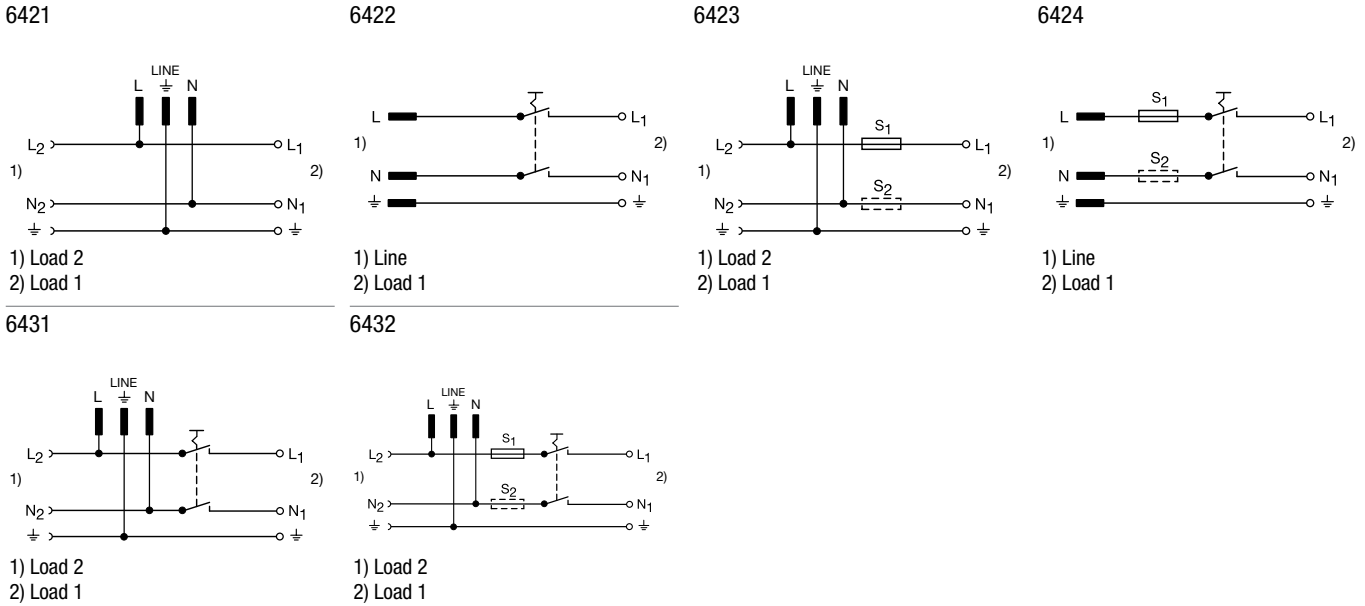 6421
LINE
L ⏚ N
L2 L1
1) 2)
N2 N1
⏚ ⏚
1) Load 2
2) Load 1
6422
L L1
1) 2)
N N1
⏚ ⏚
1) Line
2) Load 1
6423
LINE
L ⏚ N
S1
L2 L1
1) 2)
S2
N2 N1
⏚ ⏚
1) Load 2
2) Load 1
6424
S1
L L1
1) 2)
S2
N N1
⏚ ⏚
1) Line
2) Load 1
6431
LINE
L ⏚ N
L2 L1
1) 2)
N2 N1
⏚ ⏚
1) Load 2
2) Load 1
6432
LINE
L ⏚ N
S1
L2 L1
1) 2)
S2
N2 N1
⏚ ⏚
1) Load 2
2) Load 1